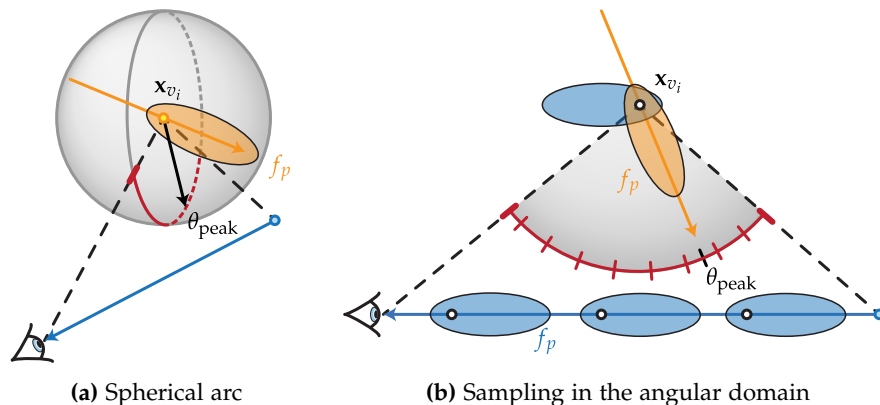 x_{v_i}
f_p
θ_peak
(a) Spherical arc
x_{v_i}
f_p
θ_peak
f_p
(b) Sampling in the angular domain